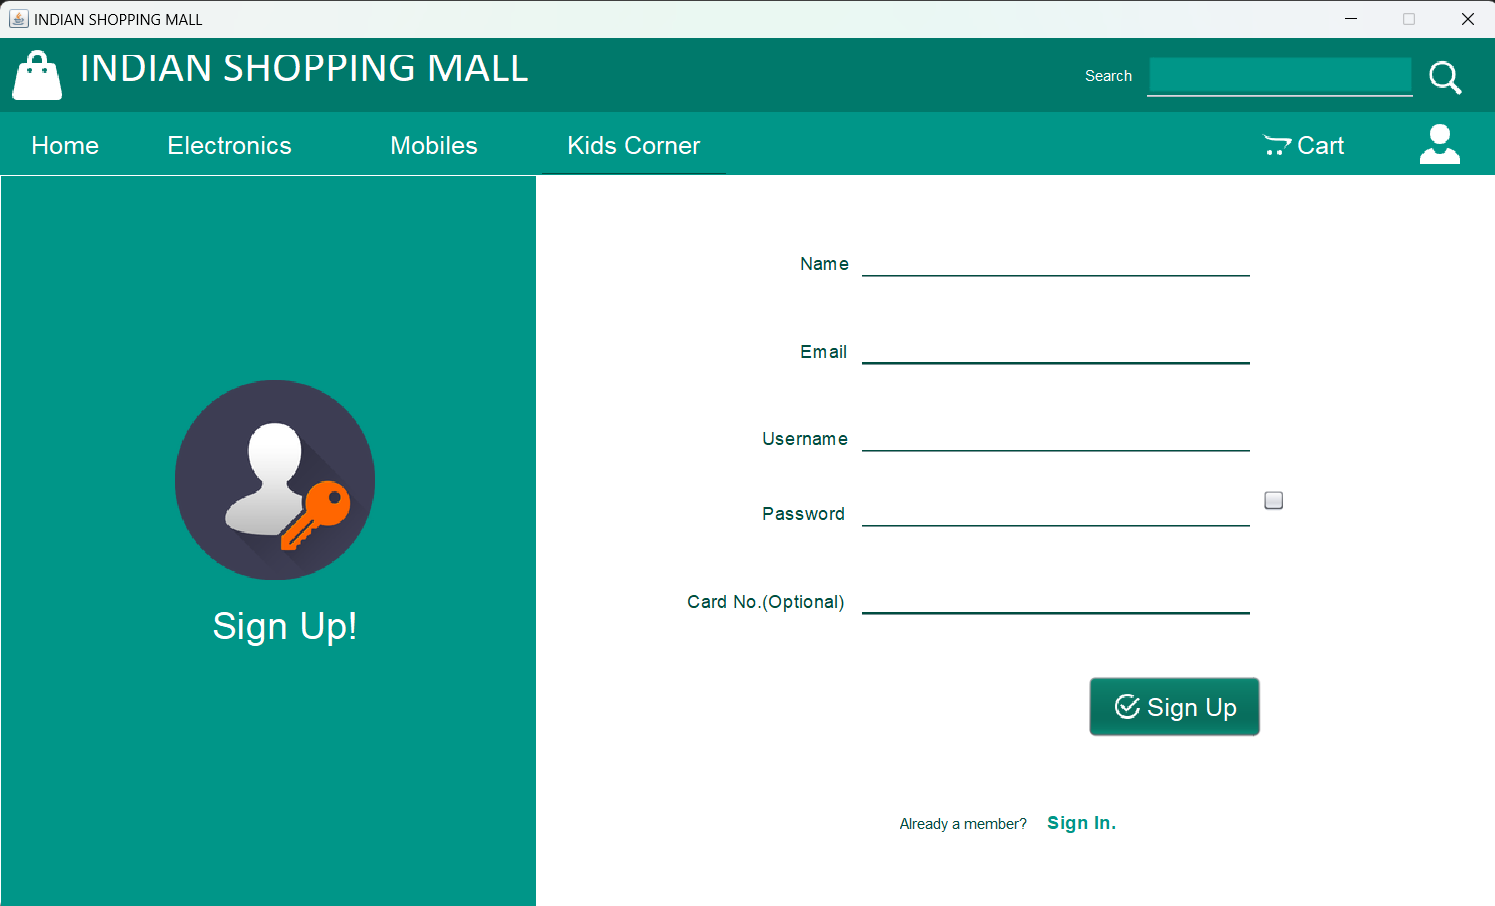 INDIAN SHOPPING MALL
INDIAN SHOPPING MALL
Search
Home Electronics Mobiles Kids Corner Cart
Name
Email
Username
Password
Card No.(Optional)
Sign Up!
Sign Up
Already a member? Sign In.